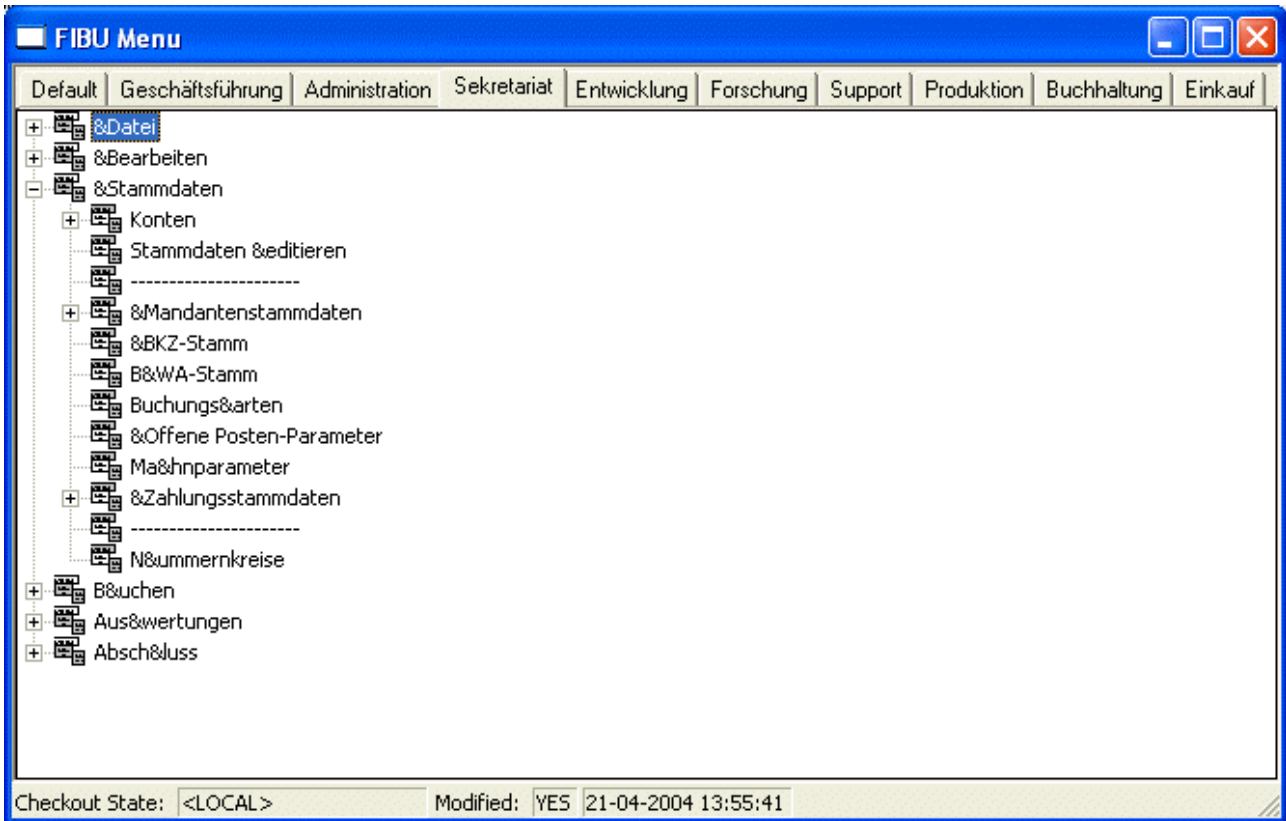 FIBU Menu
Default Geschäftsführung Administration Sekretariat Entwicklung Forschung Support Produktion Buchhaltung Einkauf
&Datei
&Bearbeiten
&Stammdaten
Konten
Stammdaten &editieren
----------------------
&Mandantenstammdaten
&BKZ-Stamm
B&WA-Stamm
Buchungs&arten
&Offene Posten-Parameter
Ma&hnparameter
&Zahlungsstammdaten
----------------------
N&ummernkreise
B&uchen
Aus&wertungen
Absch&luss
Checkout State: <LOCAL> Modified: YES 21-04-2004 13:55:41